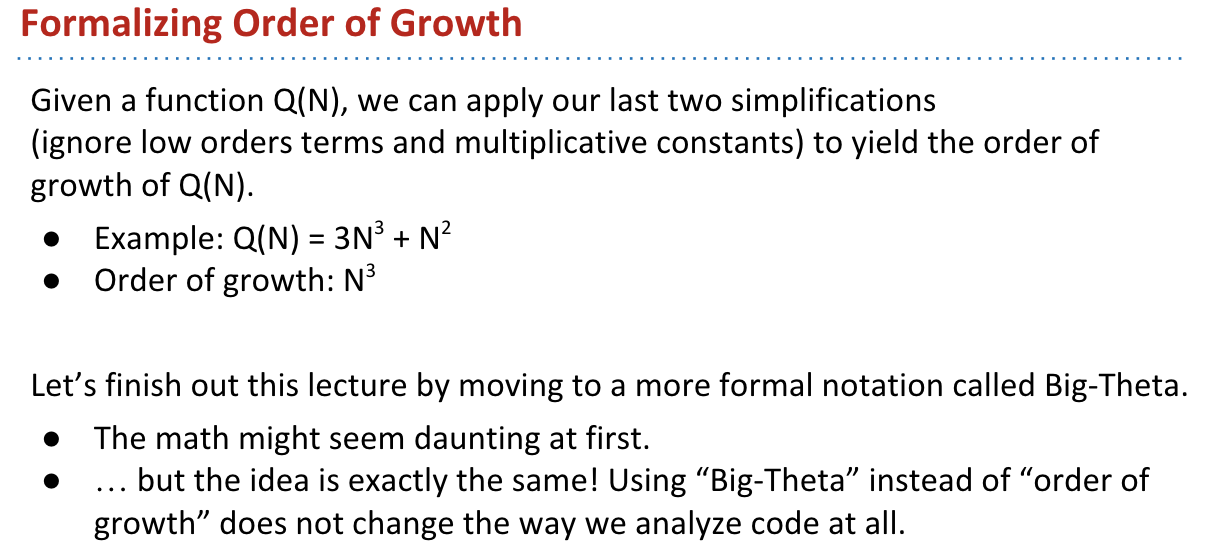 Formalizing Order of Growth
Given a function Q(N), we can apply our last two simplifications
(ignore low orders terms and multiplicative constants) to yield the order of
growth of Q(N).
● Example: Q(N) = 3N³ + N²
● Order of growth: N³
Let’s finish out this lecture by moving to a more formal notation called Big-Theta.
● The math might seem daunting at first.
● … but the idea is exactly the same! Using “Big-Theta” instead of “order of
growth” does not change the way we analyze code at all.